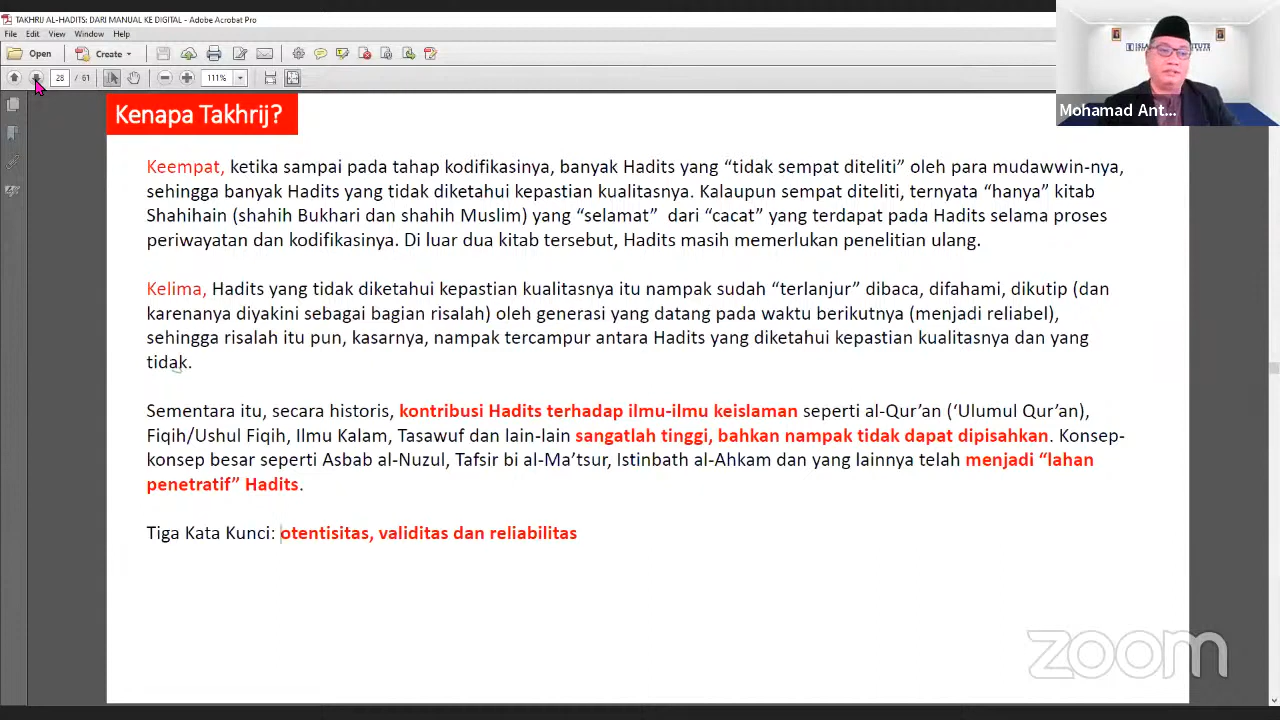 TAKHRIJ AL-HADITS: DARI MANUAL KE DIGITAL - Adobe Acrobat Pro
File Edit View Window Help
Open Create
28 / 61 111%
Mohamad Ant...
Kenapa Takhrij?
Keempat, ketika sampai pada tahap kodifikasinya, banyak Hadits yang “tidak sempat diteliti” oleh para mudawwin-nya,
sehingga banyak Hadits yang tidak diketahui kepastian kualitasnya. Kalaupun sempat diteliti, ternyata “hanya” kitab
Shahihain (shahih Bukhari dan shahih Muslim) yang “selamat” dari “cacat” yang terdapat pada Hadits selama proses
periwayatan dan kodifikasinya. Di luar dua kitab tersebut, Hadits masih memerlukan penelitian ulang.
Kelima, Hadits yang tidak diketahui kepastian kualitasnya itu nampak sudah “terlanjur” dibaca, difahami, dikutip (dan
karenanya diyakini sebagai bagian risalah) oleh generasi yang datang pada waktu berikutnya (menjadi reliabel),
sehingga risalah itu pun, kasarnya, nampak tercampur antara Hadits yang diketahui kepastian kualitasnya dan yang
tidak.
Sementara itu, secara historis, kontribusi Hadits terhadap ilmu-ilmu keislaman seperti al-Qur’an (‘Ulumul Qur’an),
Fiqih/Ushul Fiqih, Ilmu Kalam, Tasawuf dan lain-lain sangatlah tinggi, bahkan nampak tidak dapat dipisahkan. Konsep-
konsep besar seperti Asbab al-Nuzul, Tafsir bi al-Ma’tsur, Istinbath al-Ahkam dan yang lainnya telah menjadi “lahan
penetratif” Hadits.
Tiga Kata Kunci: otentisitas, validitas dan reliabilitas
zoom